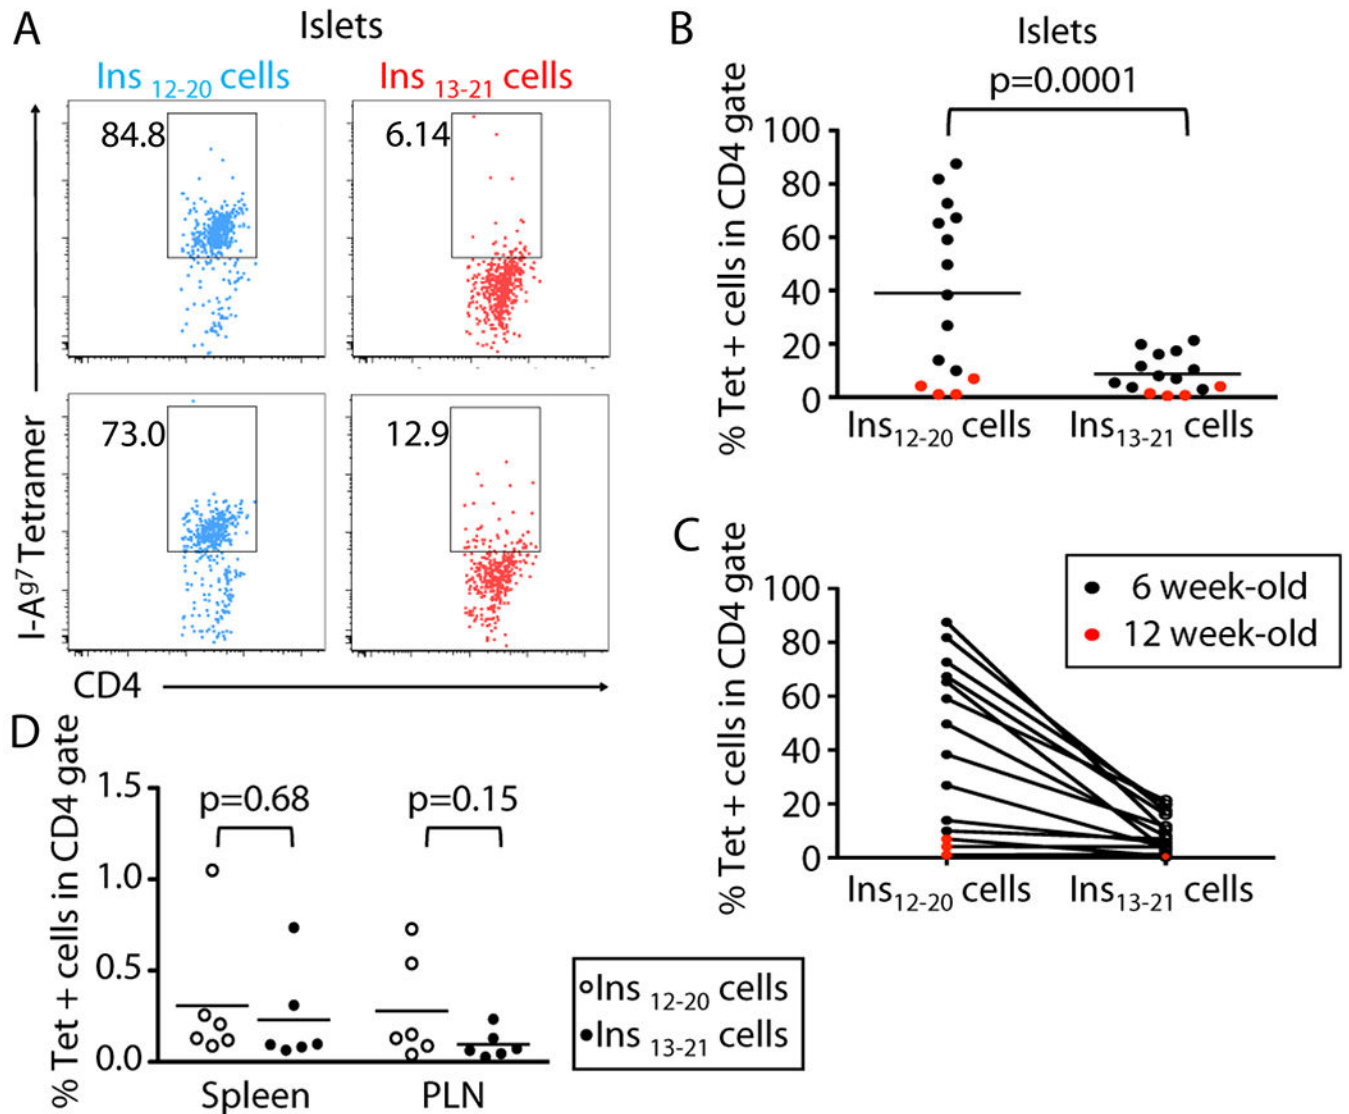 A
Islets
Ins 12-20 cells
Ins 13-21 cells
84.8
6.14
73.0
12.9
I-Ag7 Tetramer
CD4
B
Islets
p=0.0001
% Tet + cells in CD4 gate
100
80
60
40
20
0
Ins12-20 cells
Ins13-21 cells
C
% Tet + cells in CD4 gate
100
80
60
40
20
0
Ins12-20 cells
Ins13-21 cells
6 week-old
12 week-old
D
% Tet + cells in CD4 gate
1.5
1.0
0.5
0.0
p=0.68
p=0.15
Spleen
PLN
Ins 12-20 cells
Ins 13-21 cells